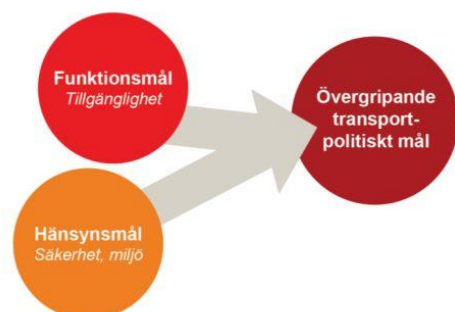 Funktionsmål
Tillgänglighet
Övergripande
transport-
politiskt mål
Hänsynsmål
Säkerhet, miljö